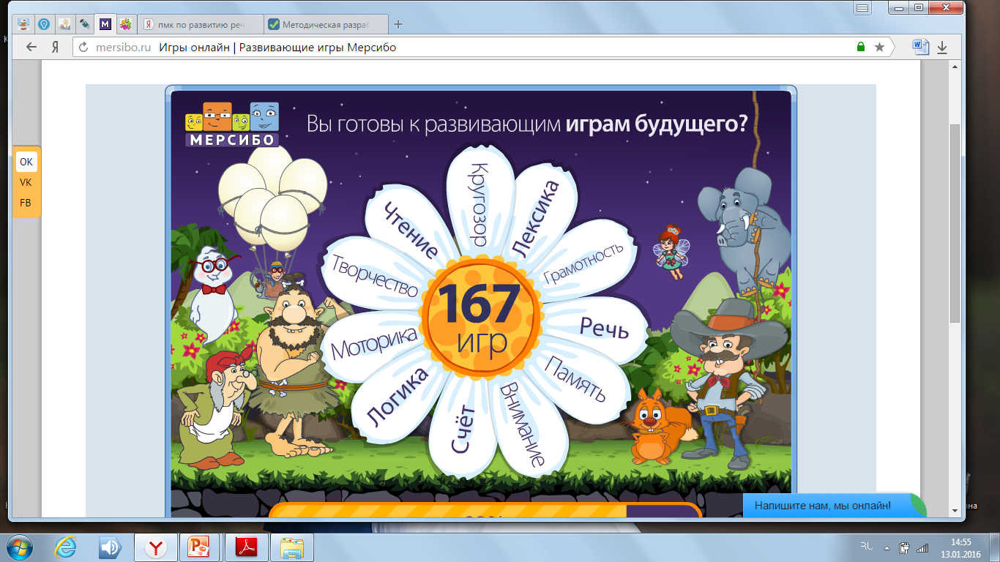 пмк по развитию реч
Методическая разраб
mersibo.ru Игры онлайн | Развивающие игры Мерсибо
OK
VK
FB
МЕРСИБО
Вы готовы к развивающим играм будущего?
Кругозор
Лексика
Грамотность
Речь
Память
Внимание
Счёт
Логика
Моторика
Творчество
Чтение
167
игр
Напишите нам, мы онлайн!
RL
14:55
13.01.2016